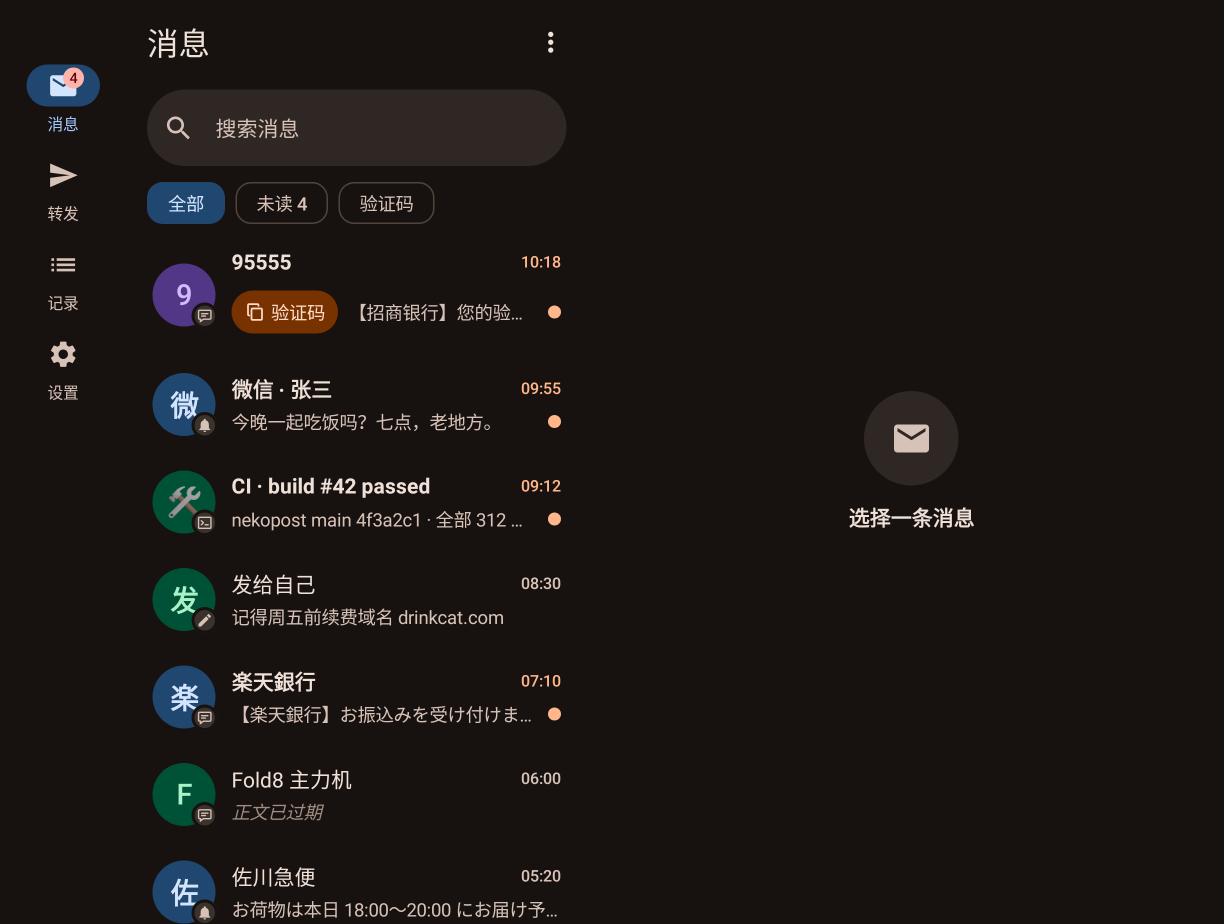 消息
4
消息
转发
记录
设置
搜索消息
全部
未读 4
验证码
9
95555
10:18
验证码
【招商银行】您的验…
微
微信 · 张三
09:55
今晚一起吃饭吗？七点，老地方。
CI · build #42 passed
09:12
nekopost main 4f3a2c1 · 全部 312 …
发
发给自己
08:30
记得周五前续费域名 drinkcat.com
楽
楽天銀行
07:10
【楽天銀行】お振込みを受け付けま…
F
Fold8 主力机
06:00
正文已过期
佐
佐川急便
05:20
お荷物は本日 18:00〜20:00 にお届け予…
选择一条消息